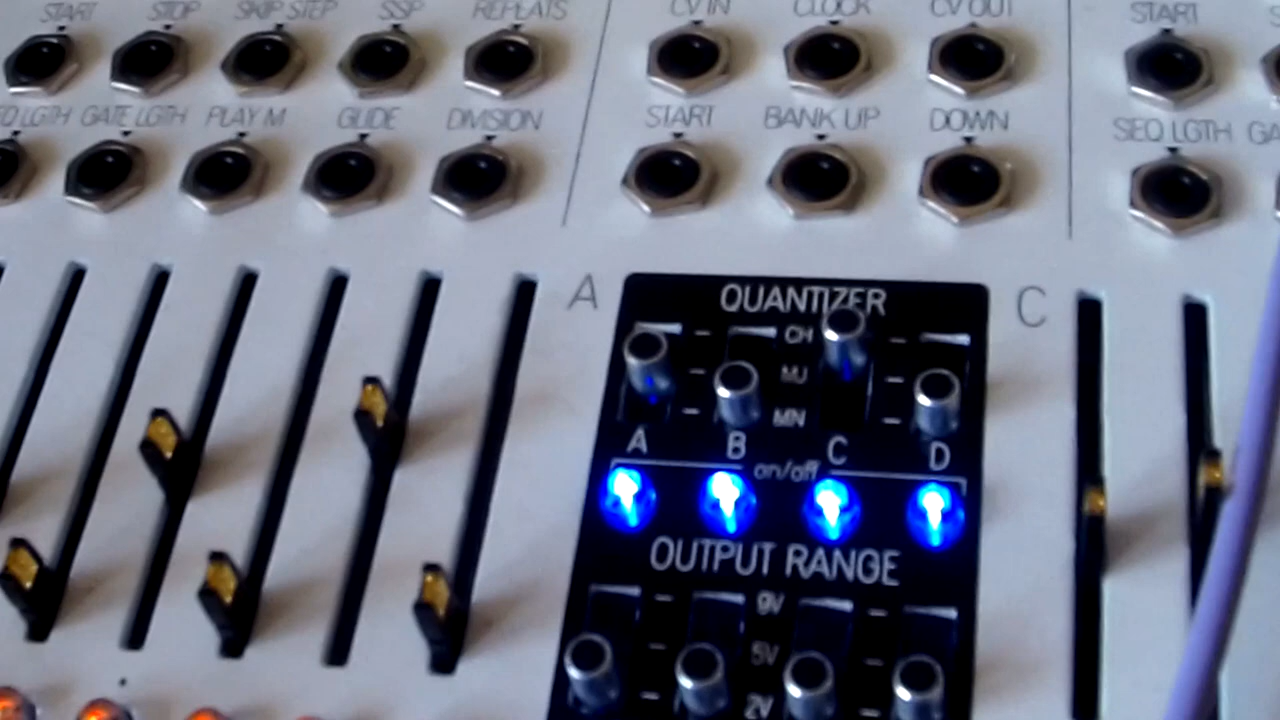 START STOP SKIP STEP SSP REPEATS CV IN CLOCK CV OUT START
GATE LGTH PLAY M GLIDE DIVISION START BANK UP DOWN SEQ LGTH
A QUANTIZER C
CH
MJ
MN
A B C D
on/off
OUTPUT RANGE
9V
5V
2V